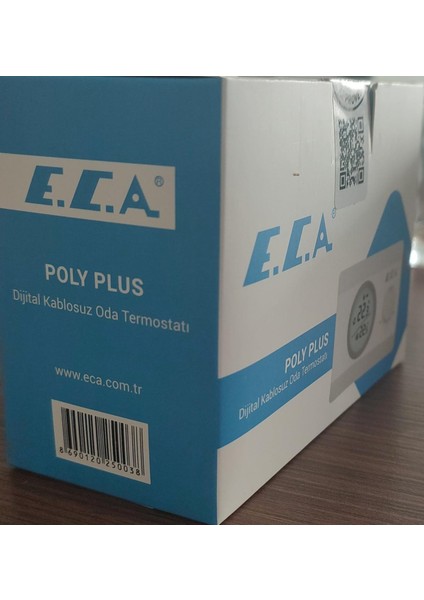 E.C.A.®
POLY PLUS
Dijital Kablosuz Oda Termostatı
www.eca.com.tr
8 690120 250038
E.C.A.®
POLY PLUS
Dijital Kablosuz Oda Termostatı